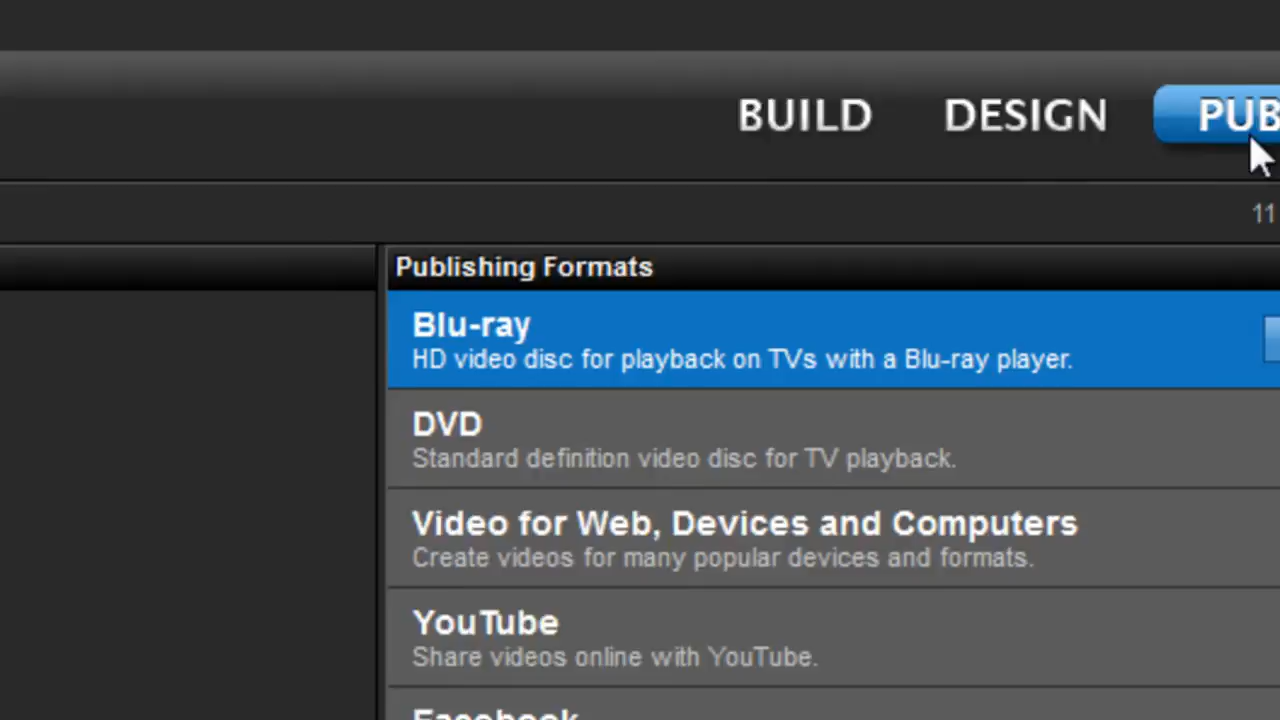 BUILD DESIGN PUB
11
Publishing Formats
Blu-ray
HD video disc for playback on TVs with a Blu-ray player.
DVD
Standard definition video disc for TV playback.
Video for Web, Devices and Computers
Create videos for many popular devices and formats.
YouTube
Share videos online with YouTube.
Facebook